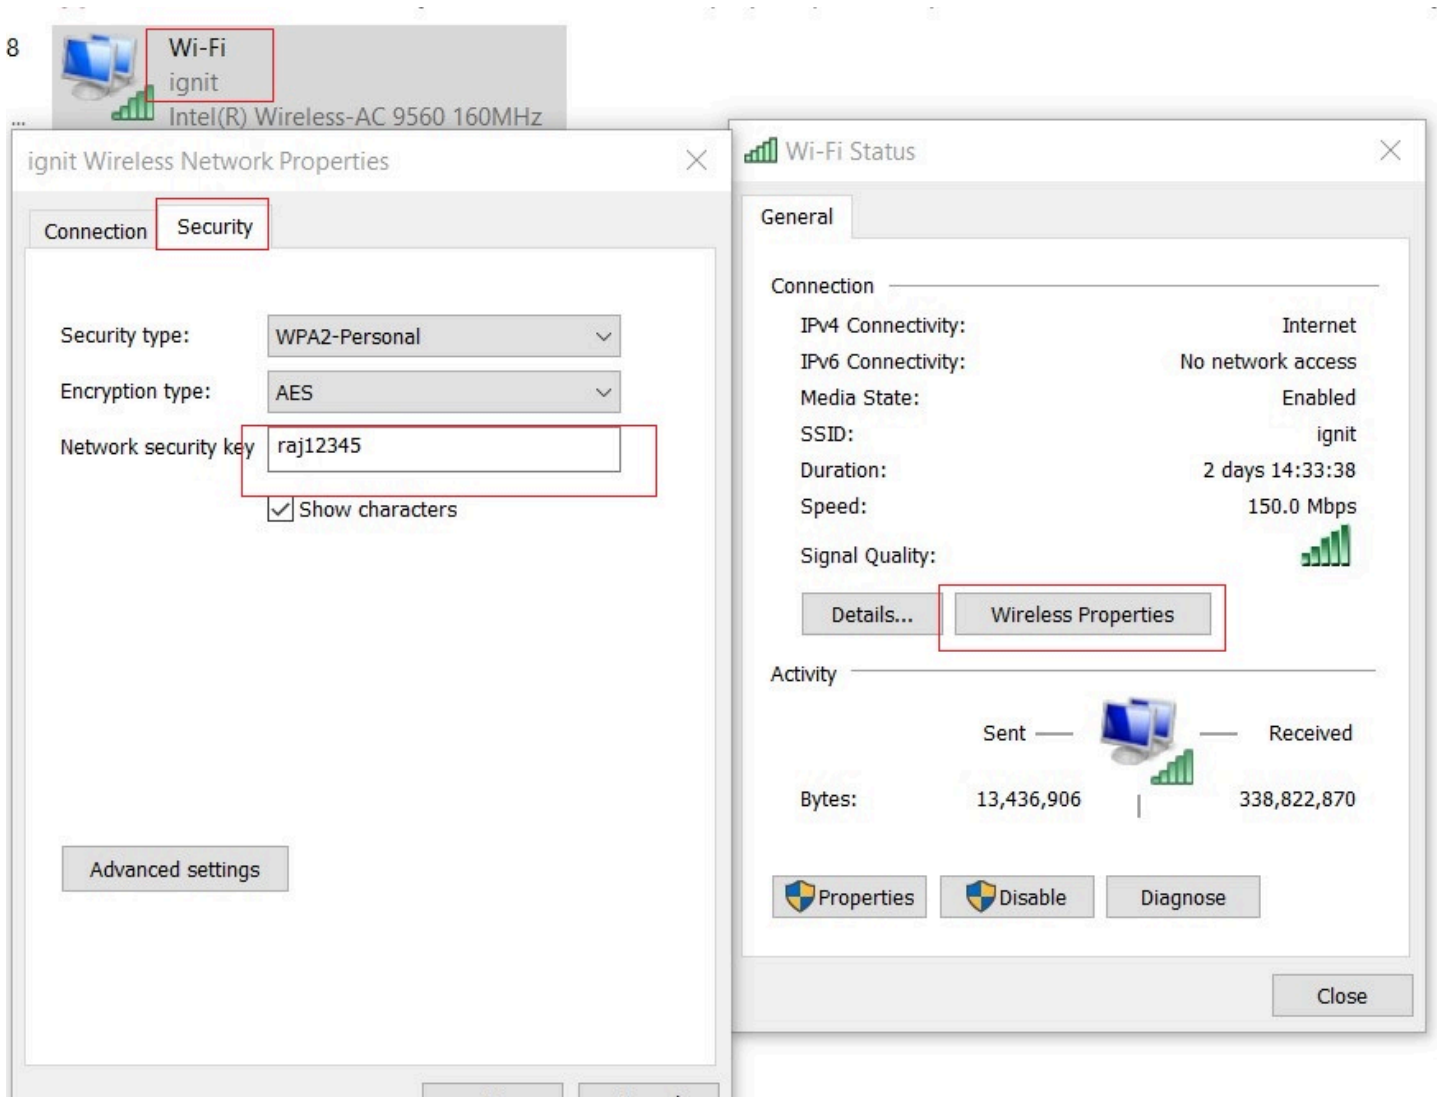 8
Wi-Fi
ignit
...
Intel(R) Wireless-AC 9560 160MHz
ignit Wireless Network Properties
Connection
Security
Security type:
WPA2-Personal
Encryption type:
AES
Network security key
raj12345
Show characters
Advanced settings
Wi-Fi Status
General
Connection
IPv4 Connectivity:
Internet
IPv6 Connectivity:
No network access
Media State:
Enabled
SSID:
ignit
Duration:
2 days 14:33:38
Speed:
150.0 Mbps
Signal Quality:
Details...
Wireless Properties
Activity
Sent
Received
Bytes:
13,436,906
338,822,870
Properties
Disable
Diagnose
Close